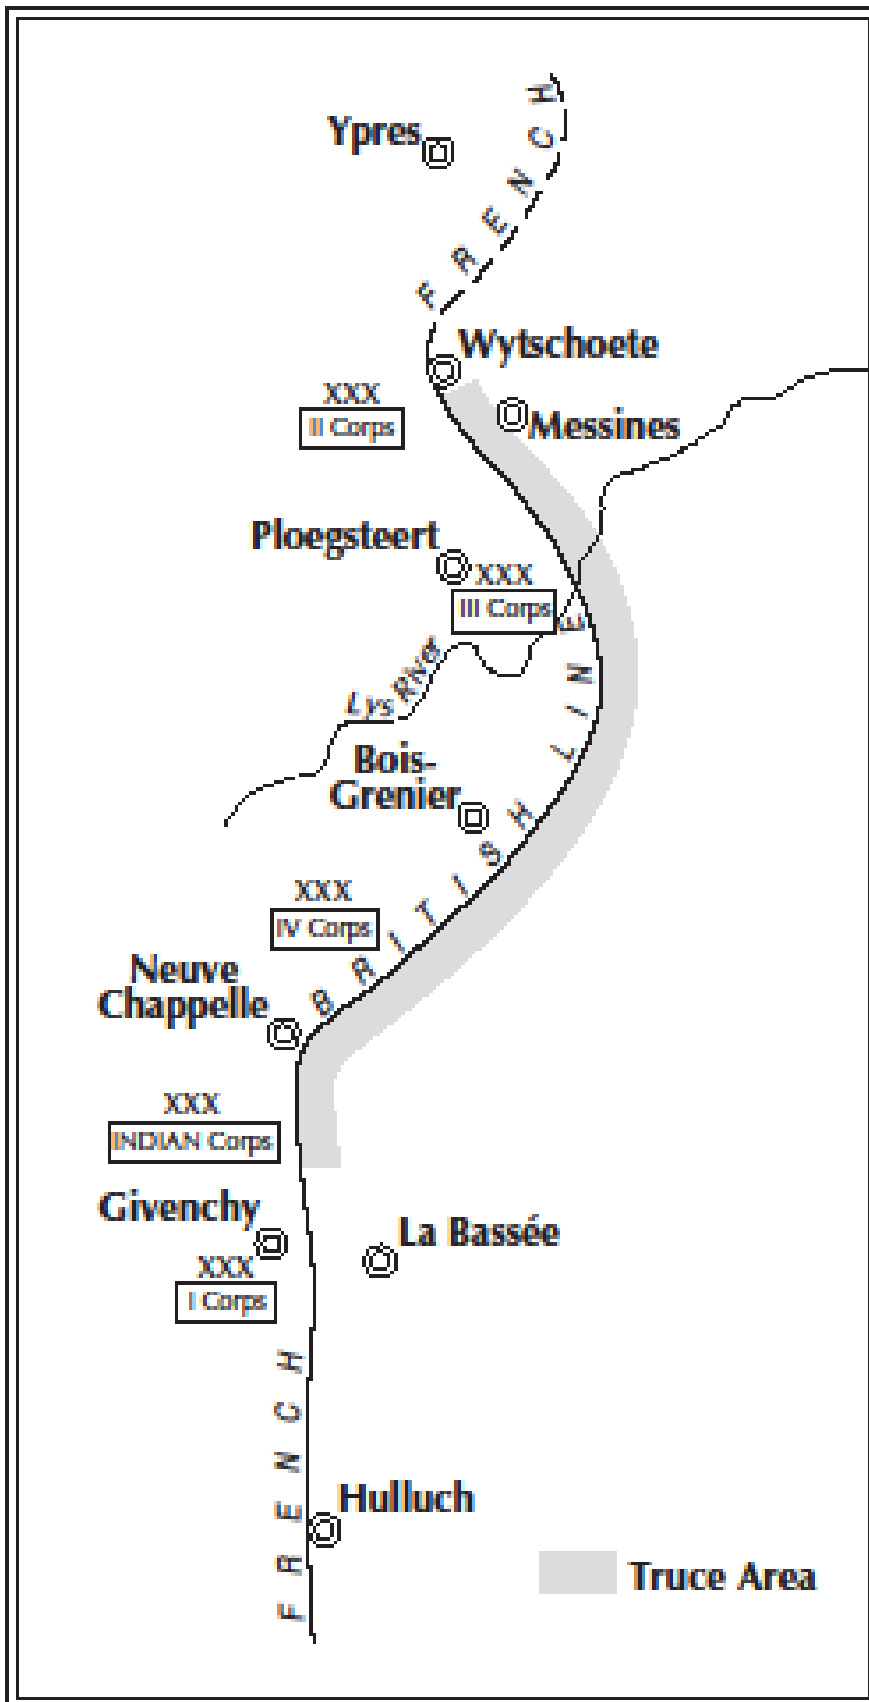 FRENCH
Ypres
Wytschoete
XXX
II Corps
Messines
Ploegsteert
XXX
III Corps
Lys River
Bois-
Grenier
BRITISH LINE
XXX
IV Corps
Neuve
Chappelle
XXX
INDIAN Corps
Givenchy
La Bassée
XXX
I Corps
FRENCH
Hulluch
Truce Area